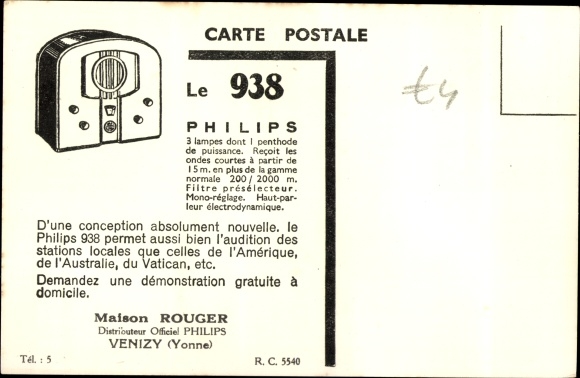 CARTE POSTALE
Le 938
PHILIPS
3 lampes dont 1 penthode
de puissance. Reçoit les
ondes courtes à partir de
15 m. en plus de la gamme
normale 200/2000 m.
Filtre présélecteur.
Mono-réglage. Haut-par-
leur électrodynamique.
D'une conception absolument nouvelle. le
Philips 938 permet aussi bien l'audition des
stations locales que celles de l'Amérique,
de l'Australie, du Vatican, etc.
Demandez une démonstration gratuite à
domicile.
Maison ROUGER
Distributeur Officiel PHILIPS
VENIZY (Yonne)
Tél. : 5
R. C. 5540
£4